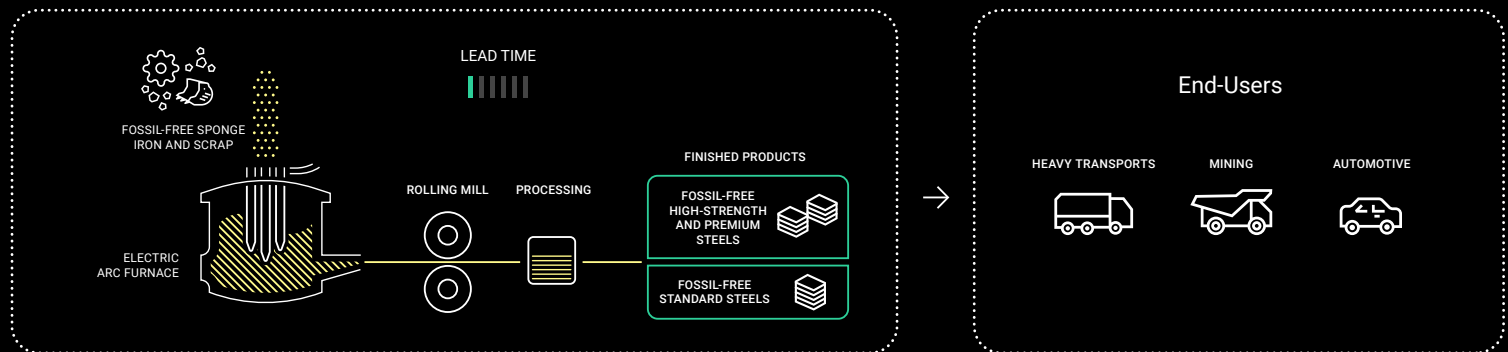 LEAD TIME
FOSSIL-FREE SPONGE
IRON AND SCRAP
ELECTRIC
ARC FURNACE
ROLLING MILL
PROCESSING
FINISHED PRODUCTS
FOSSIL-FREE
HIGH-STRENGTH
AND PREMIUM
STEELS
FOSSIL-FREE
STANDARD STEELS
End-Users
HEAVY TRANSPORTS
MINING
AUTOMOTIVE